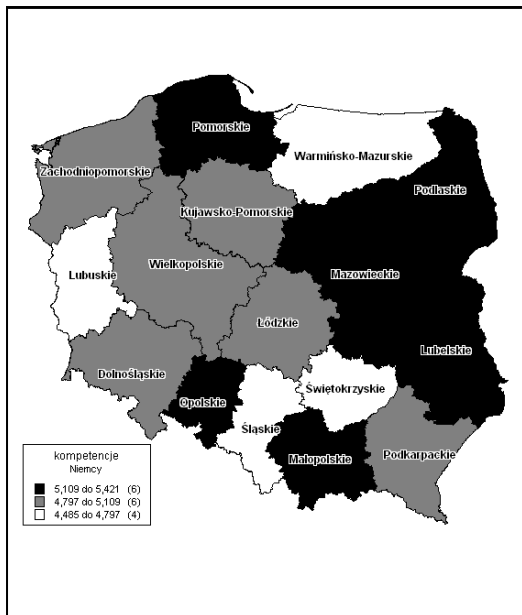 Pomorskie
Warmińsko-Mazurskie
Zachodniopomorskie
Podlaskie
Kujawsko-Pomorskie
Wielkopolskie
Mazowieckie
Lubuskie
Łódzkie
Lubelskie
Dolnośląskie
Świętokrzyskie
Opolskie
Śląskie
Podkarpackie
Małopolskie
kompetencje
Niemcy
5,109 do 5,421 (6)
4,797 do 5,109 (6)
4,485 do 4,797 (4)